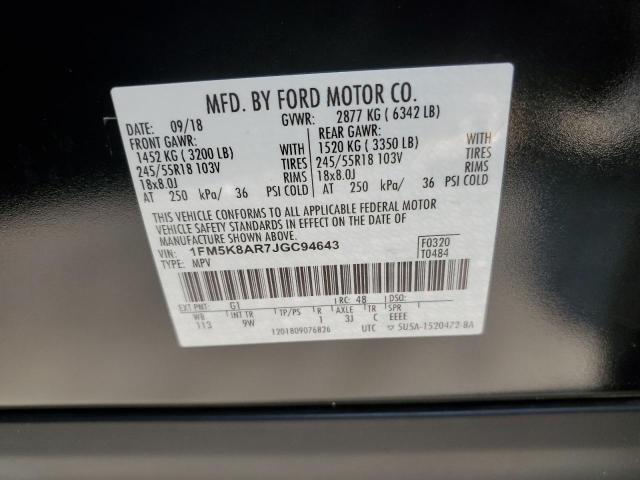 MFD. BY FORD MOTOR CO.
DATE: 09/18 GVWR: 2877 KG ( 6342 LB)
FRONT GAWR: REAR GAWR:
1452 KG ( 3200 LB) WITH 1520 KG ( 3350 LB) WITH
245/55R18 103V TIRES 245/55R18 103V TIRES
18x8.0J RIMS 18x8.0J RIMS
AT 250 kPa/ 36 PSI COLD AT 250 kPa/ 36 PSI COLD
THIS VEHICLE CONFORMS TO ALL APPLICABLE FEDERAL MOTOR
VEHICLE SAFETY STANDARDS IN EFFECT ON THE DATE OF
MANUFACTURE SHOWN ABOVE.
VIN: 1FM5K8AR7JGC94643 F0320
TYPE: MPV T0484
EXT PNT: G1 RC: 48 DSO:
WB INT TR TP/PS R AXLE TR SPR
113 9W 1 3J C EEEE
1201809076826 UTC 5U5A-1520472-BA